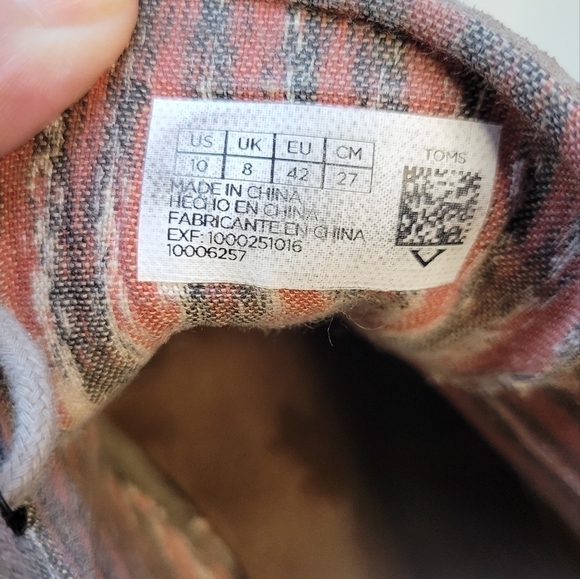 US UK EU CM
10 8 42 27
TOMS
MADE IN CHINA
HECHO EN CHINA
FABRICANTE EN CHINA
EXF: 1000251016
10006257